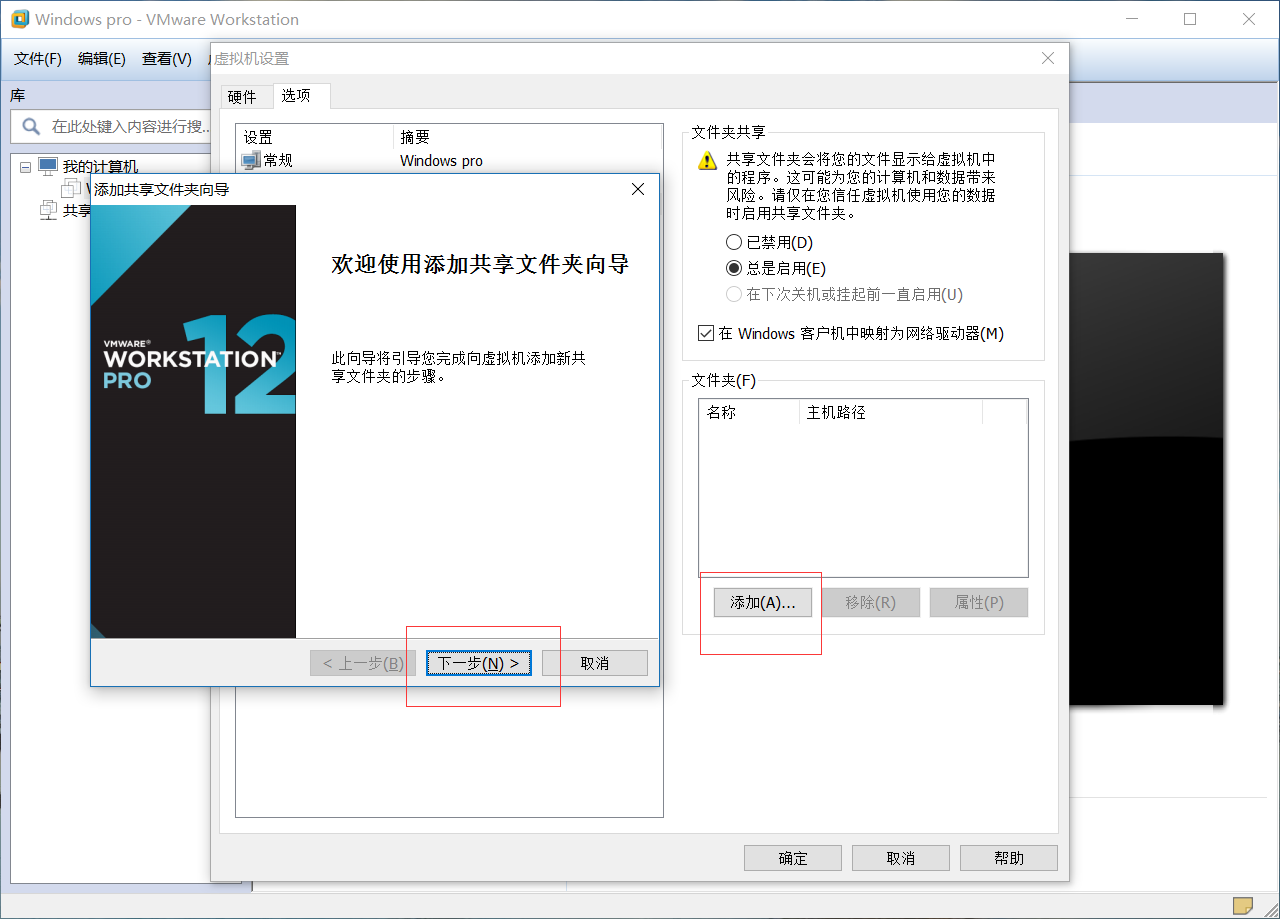 Windows pro - VMware Workstation
文件(F) 编辑(E) 查看(V)
虚拟机设置
库
在此处键入内容进行搜...
我的计算机
共享
硬件 选项
设置 摘要
常规 Windows pro
添加共享文件夹向导
VMWARE®
WORKSTATION™
PRO
12
欢迎使用添加共享文件夹向导
此向导将引导您完成向虚拟机添加新共
享文件夹的步骤。
< 上一步(B) 下一步(N) > 取消
文件夹共享
共享文件夹会将您的文件显示给虚拟机中
的程序。这可能为您的计算机和数据带来
风险。请仅在您信任虚拟机使用您的数据
时启用共享文件夹。
已禁用(D)
总是启用(E)
在下次关机或挂起前一直启用(U)
在 Windows 客户机中映射为网络驱动器(M)
文件夹(F)
名称 主机路径
添加(A)... 移除(R) 属性(P)
确定 取消 帮助